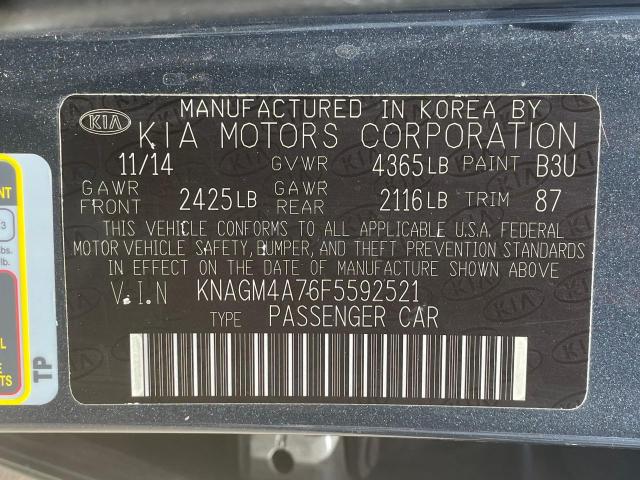 KIA
MANUFACTURED IN KOREA BY
KIA MOTORS CORPORATION
11/14 GVWR 4365LB PAINT B3U
GAWR FRONT 2425LB GAWR REAR 2116LB TRIM 87
THIS VEHICLE CONFORMS TO ALL APPLICABLE U.S.A. FEDERAL
MOTOR VEHICLE SAFETY, BUMPER, AND THEFT PREVENTION STANDARDS
IN EFFECT ON THE DATE OF MANUFACTURE SHOWN ABOVE
V.I.N KNAGM4A76F5592521
TYPE PASSENGER CAR
TP